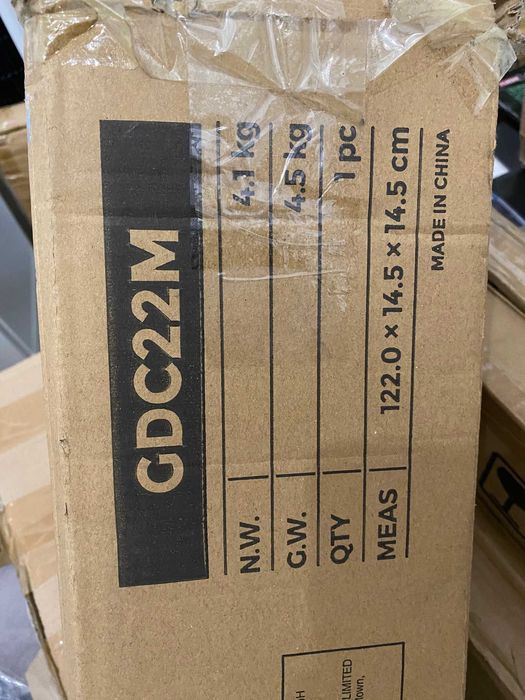 GDC22M
N.W. 4.1 kg
G.W. 4.5 kg
QTY 1 pc
MEAS 122.0 × 14.5 × 14.5 cm
MADE IN CHINA
LIMITED
town,